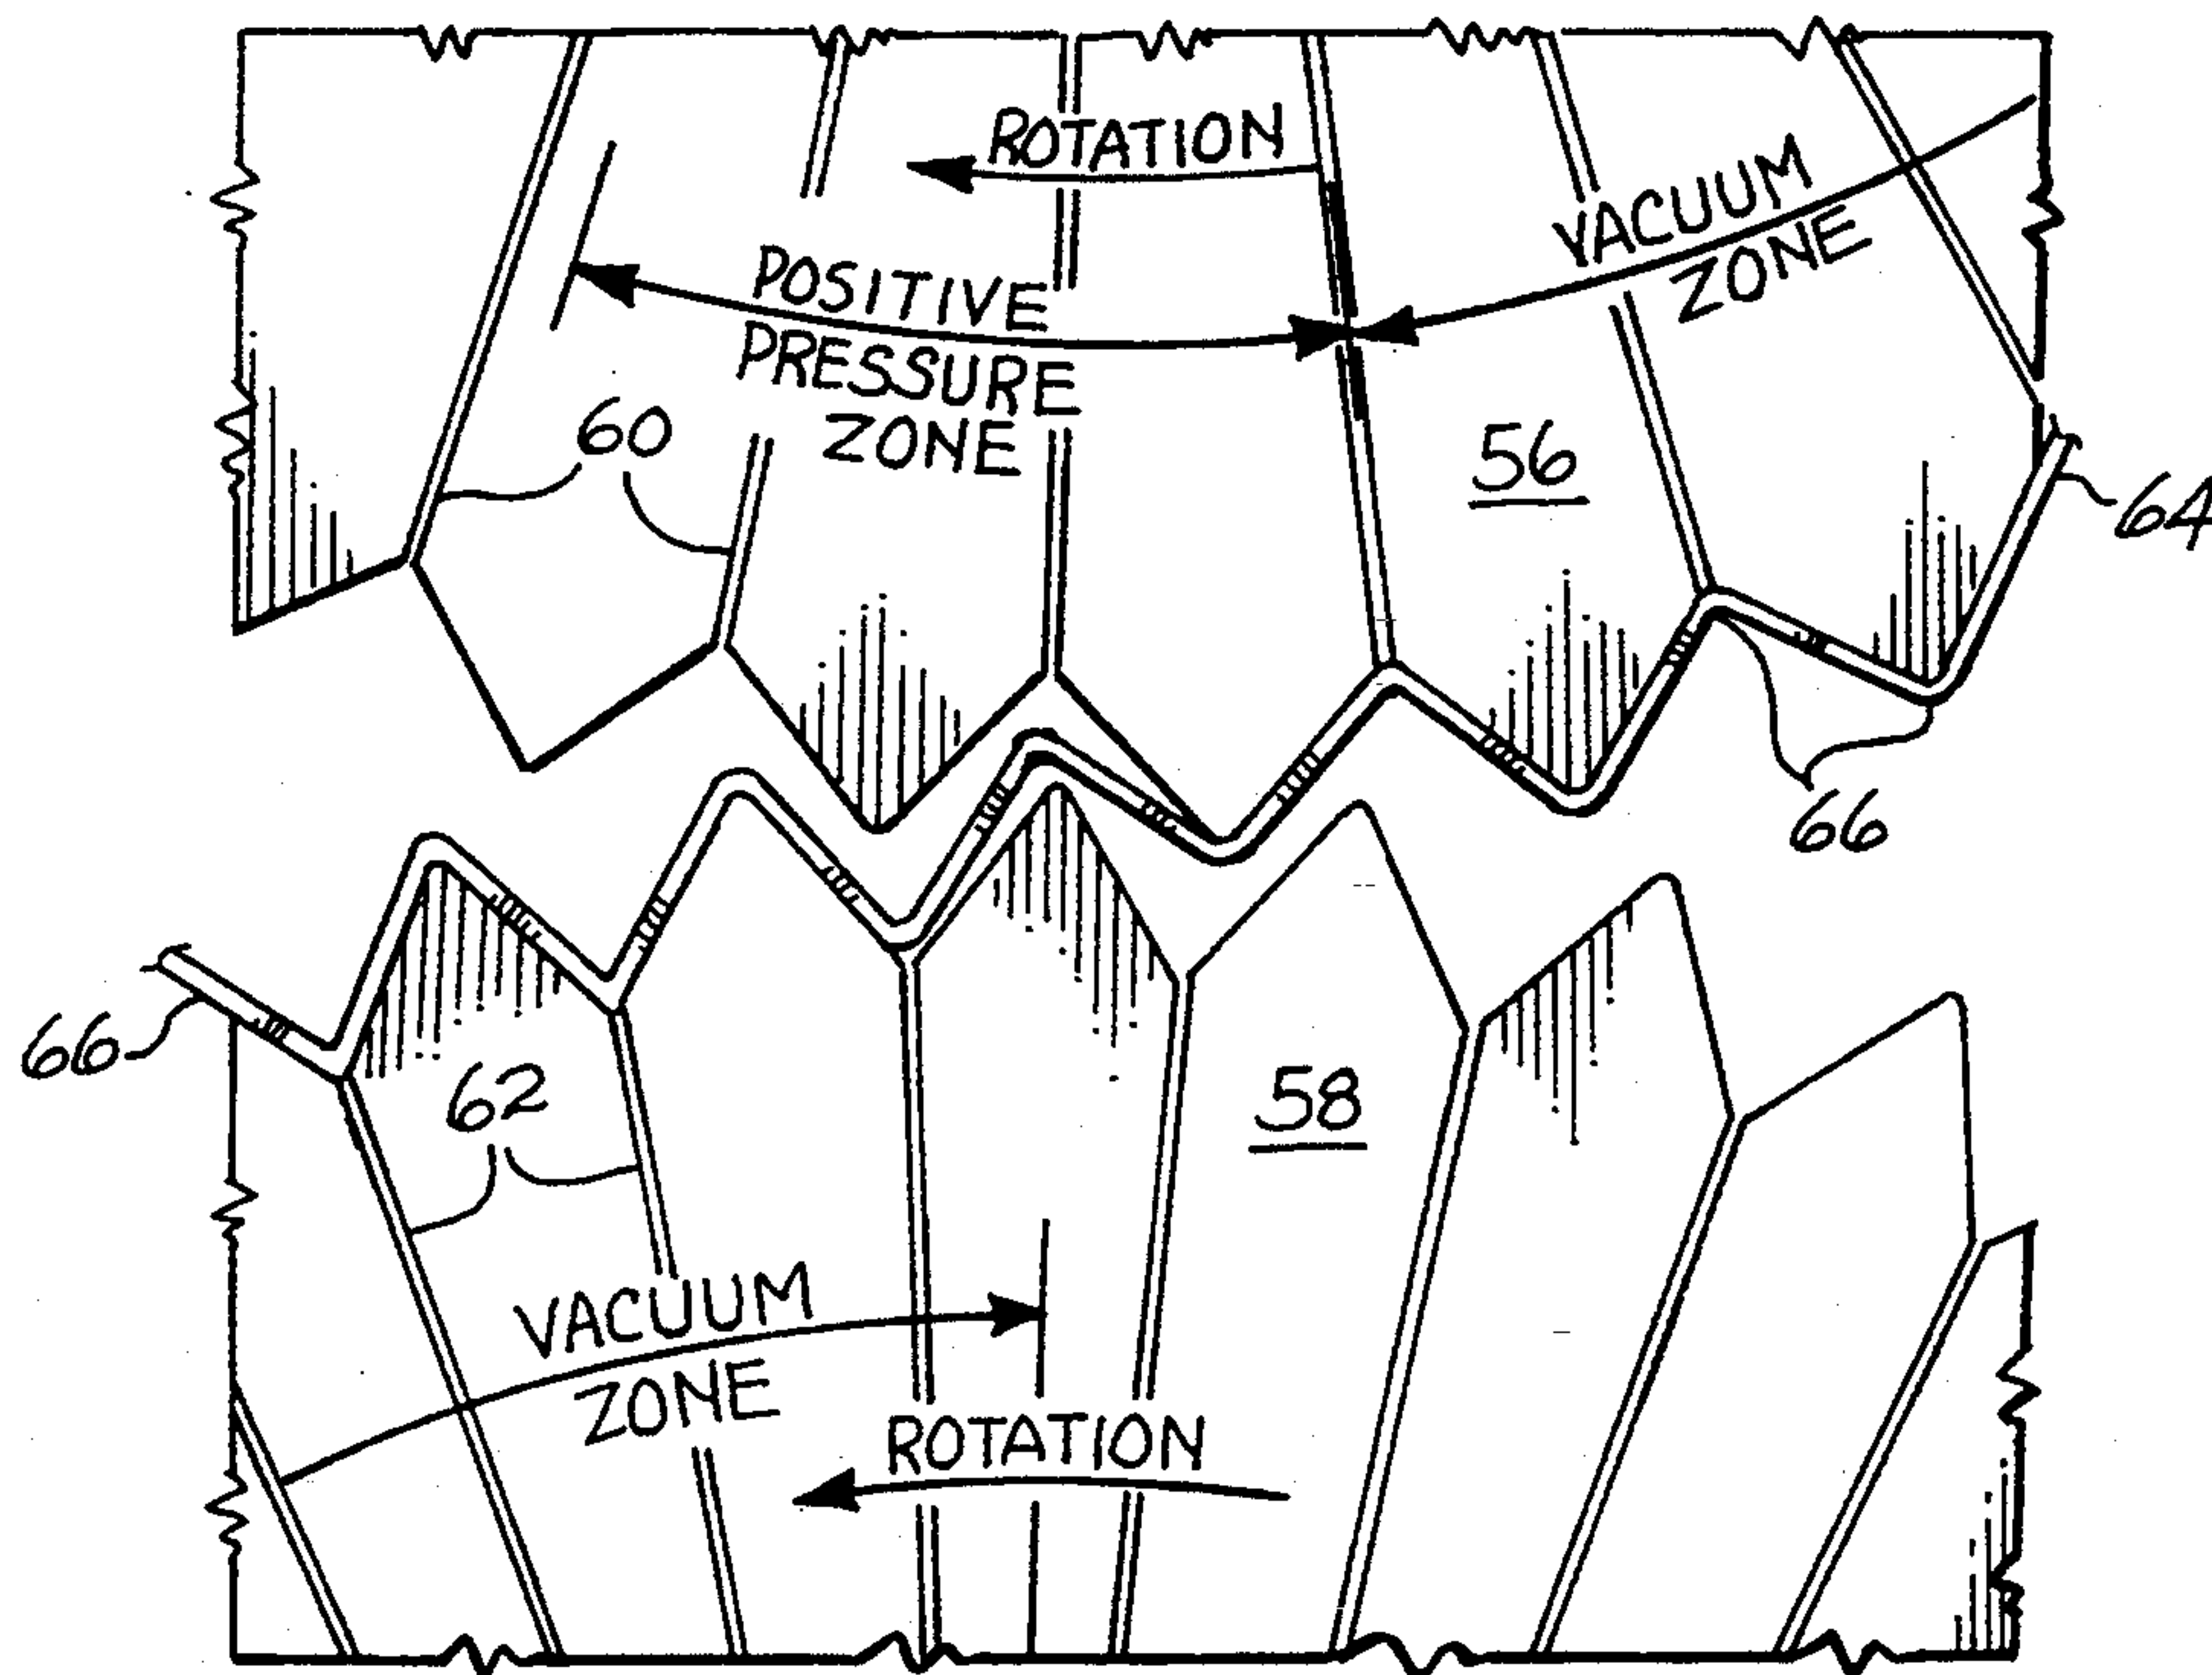 ROTATION
VACUUM
ZONE
POSITIVE
PRESSURE
ZONE
60
56
64
66
66
62
58
VACUUM
ZONE
ROTATION